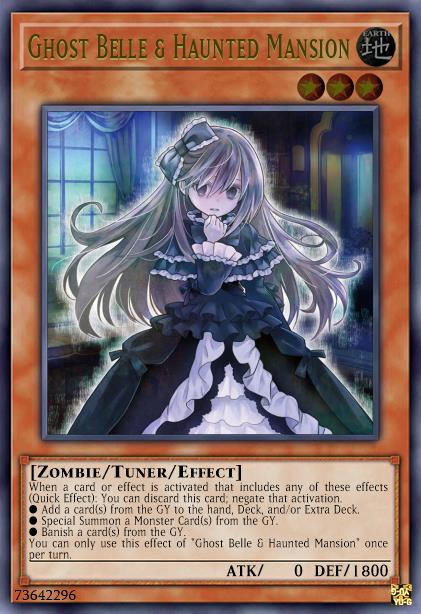 GHOST BELLE & HAUNTED MANSION
EARTH
地
[ZOMBIE/TUNER/EFFECT]
When a card or effect is activated that includes any of these effects
(Quick Effect): You can discard this card; negate that activation.
● Add a card(s) from the GY to the hand, Deck, and/or Extra Deck.
● Special Summon a Monster Card(s) from the GY.
● Banish a card(s) from the GY.
You can only use this effect of "Ghost Belle & Haunted Mansion" once
per turn.
ATK/ 0 DEF/1800
73642296